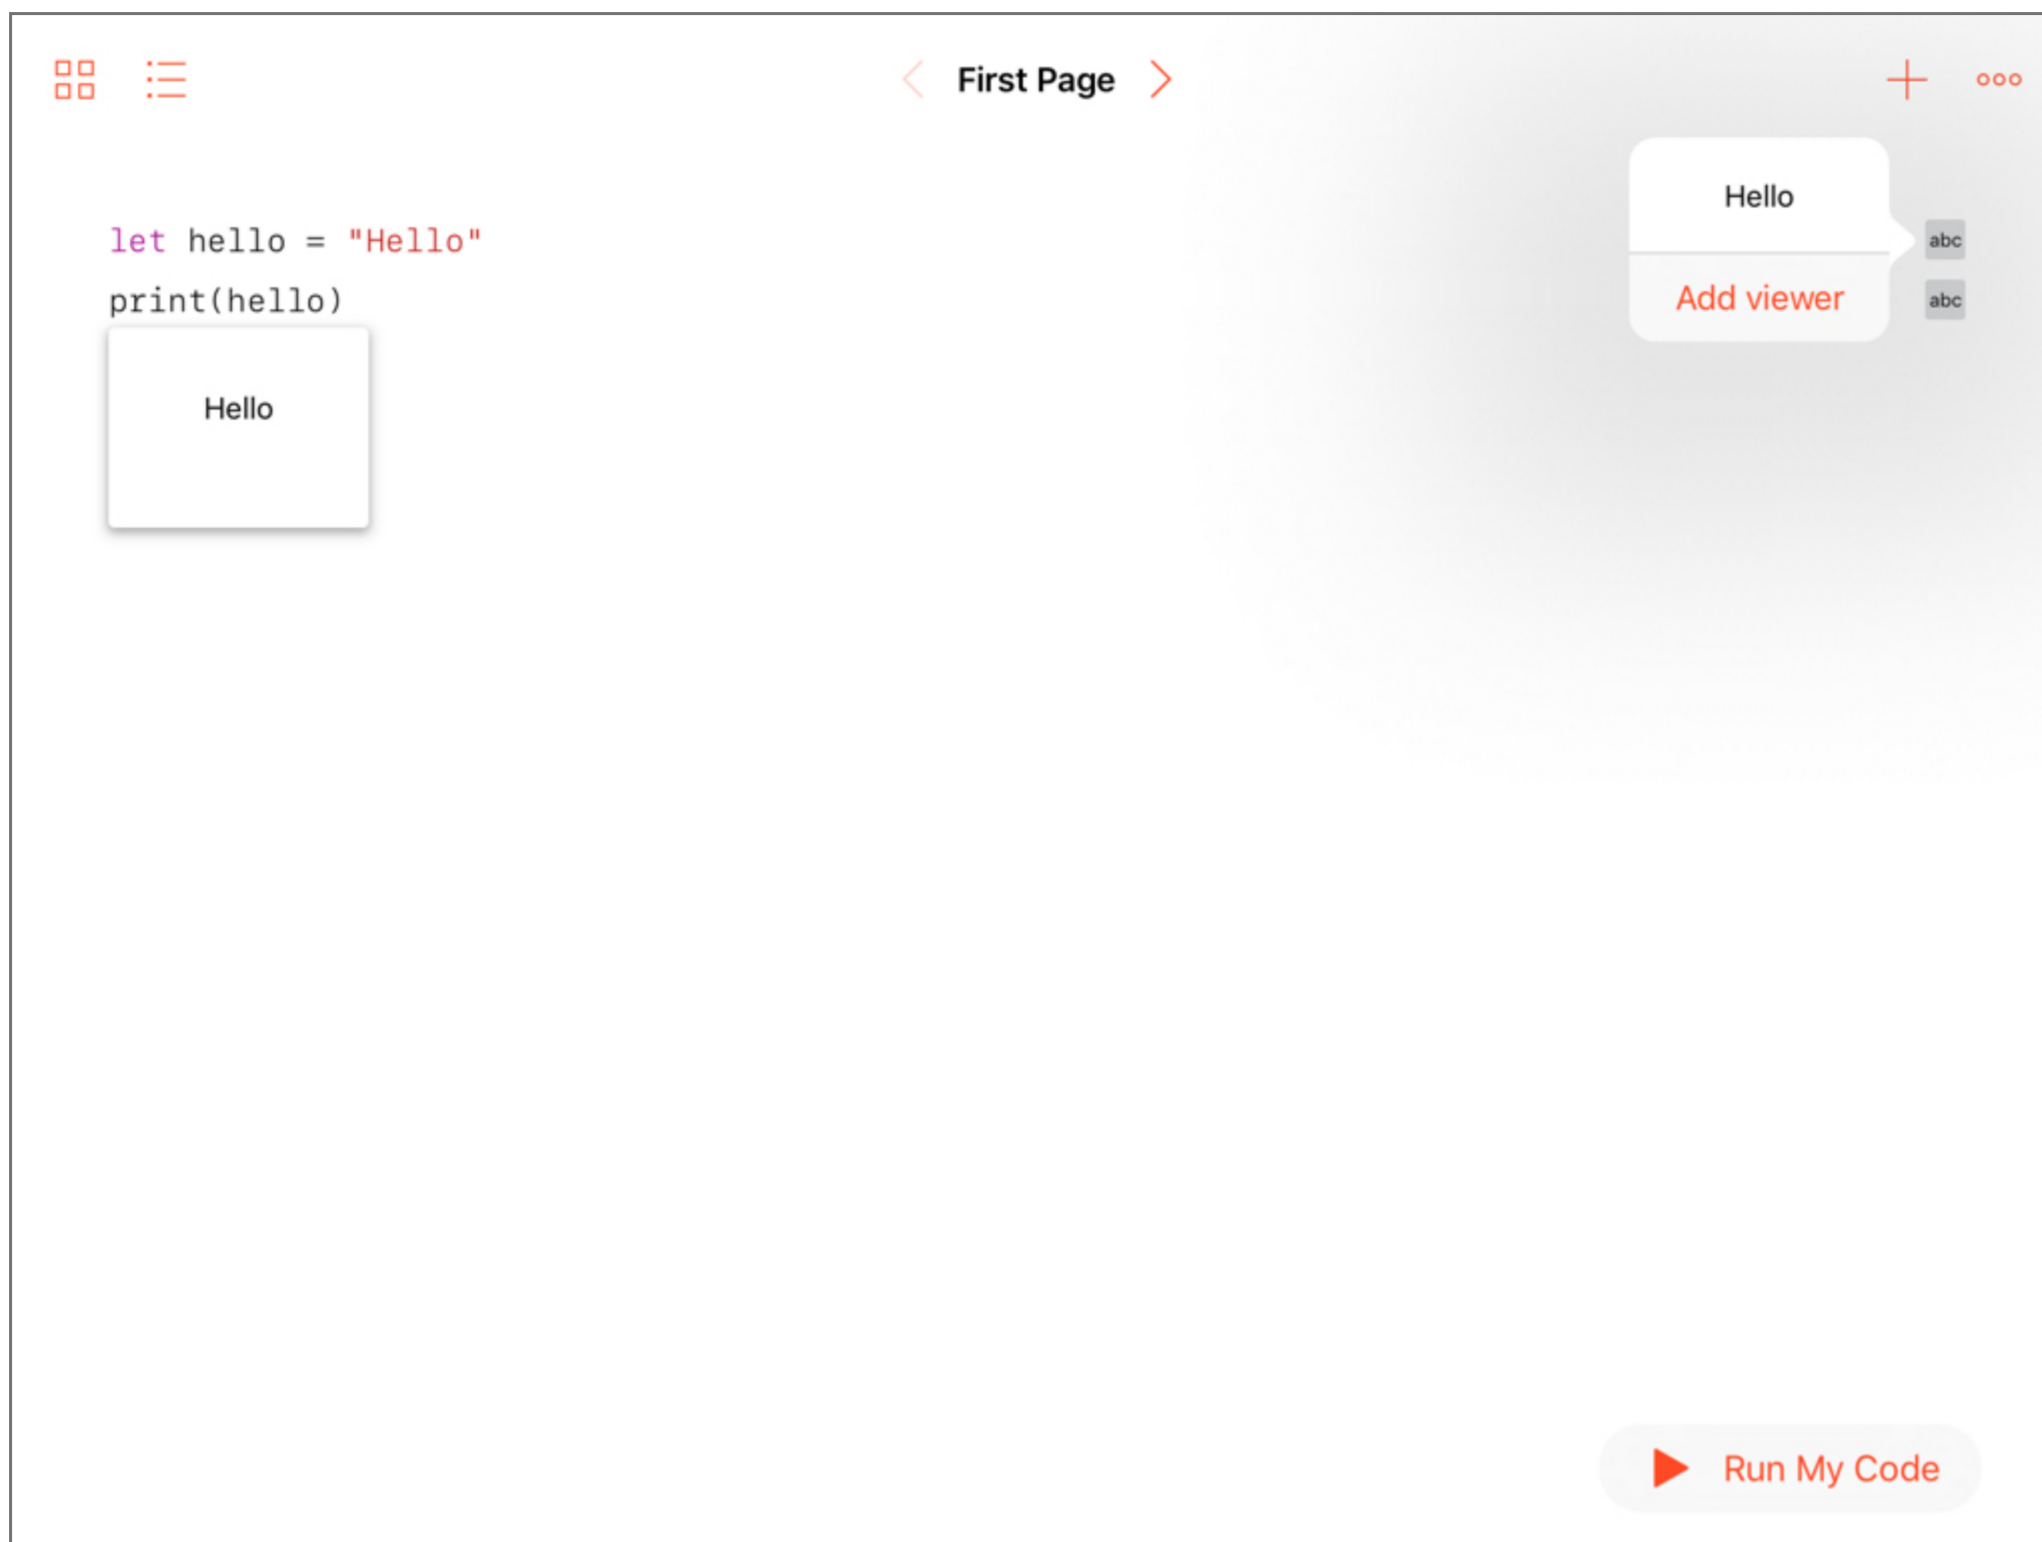 First Page
let hello = "Hello"
print(hello)
Hello
Hello
Add viewer
abc
abc
Run My Code